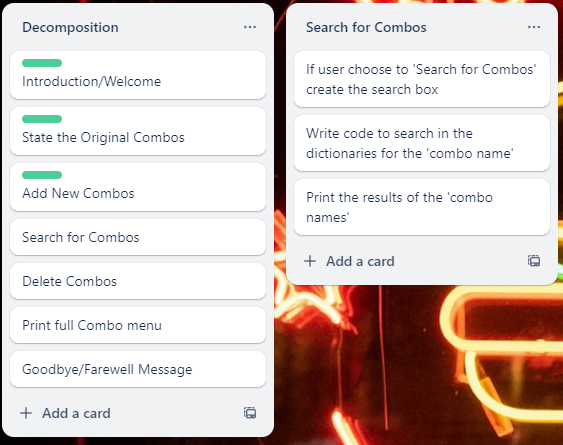 Decomposition
Introduction/Welcome
State the Original Combos
Add New Combos
Search for Combos
Delete Combos
Print full Combo menu
Goodbye/Farewell Message
Add a card
Search for Combos
If user choose to 'Search for Combos'
create the search box
Write code to search in the
dictionaries for the 'combo name'
Print the results of the 'combo
names'
Add a card